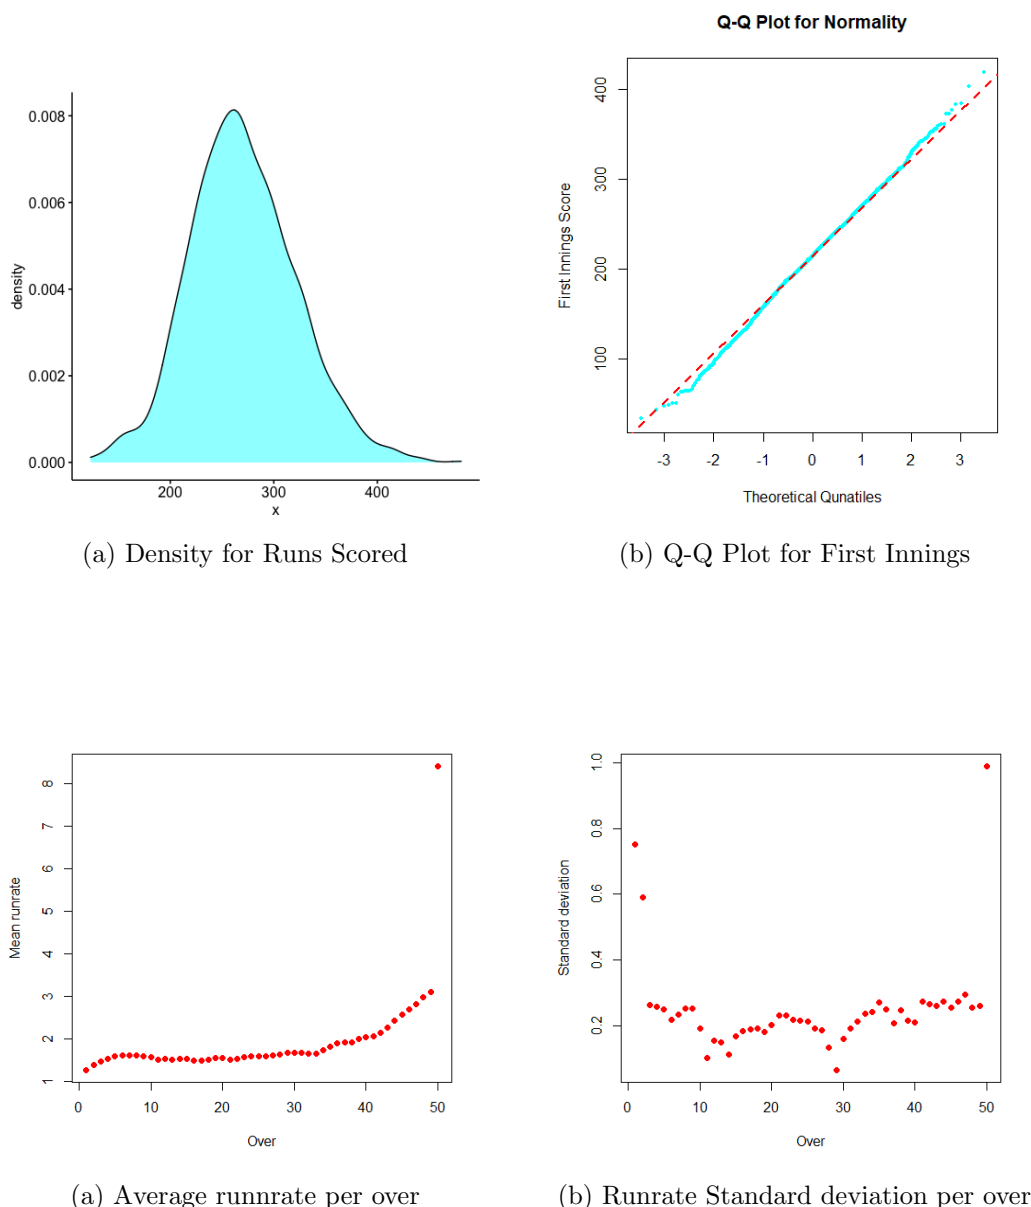 Q-Q Plot for Normality
density
0.008
0.006
0.004
0.002
0.000
200 300 400
x
First Innings Score
400
300
200
100
-3 -2 -1 0 1 2 3
Theoretical Qunatiles
(a) Density for Runs Scored
(b) Q-Q Plot for First Innings
Mean runrate
8
7
6
5
4
3
2
1
0 10 20 30 40 50
Over
Standard deviation
1.0
0.8
0.6
0.4
0.2
0 10 20 30 40 50
Over
(a) Average runnrate per over
(b) Runrate Standard deviation per over